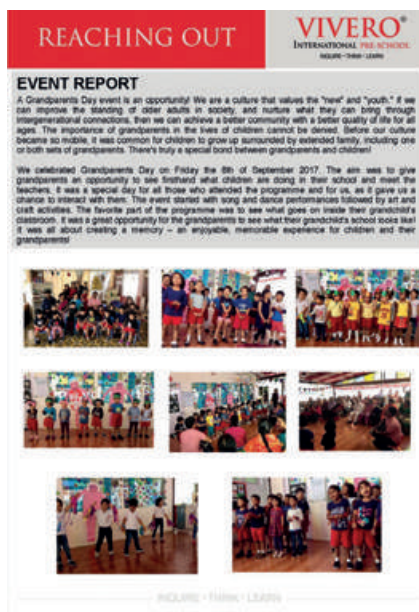 REACHING OUT
VIVERO®
INTERNATIONAL PRE-SCHOOL
INQUIRE • THINK • LEARN
EVENT REPORT
A Grandparents Day event is an opportunity! We are a culture that values the "new" and "youth." If we
can improve the standing of older adults in society, and nurture what they can bring through
intergenerational connections, then we can achieve a better community with a better quality of life for all
ages. The importance of grandparents in the lives of children cannot be denied. Before our culture
became so mobile, it was common for children to grow up surrounded by extended family, including one
or both sets of grandparents. There's truly a special bond between grandparents and children!
We celebrated Grandparents Day on Friday the 8th of September 2017. The aim was to give
grandparents an opportunity to see firsthand what children are doing in their school and meet the
teachers. It was a special day for all those who attended the programme and for us, as it gave us a
chance to interact with them. The event started with song and dance performances followed by art and
craft activities. The favorite part of the programme was to see what goes on inside their grandchild's
classroom. It was a great opportunity for the grandparents to see what their grandchild's school looks like!
It was all about creating a memory – an enjoyable, memorable experience for children and their
grandparents!
INQUIRE • THINK • LEARN